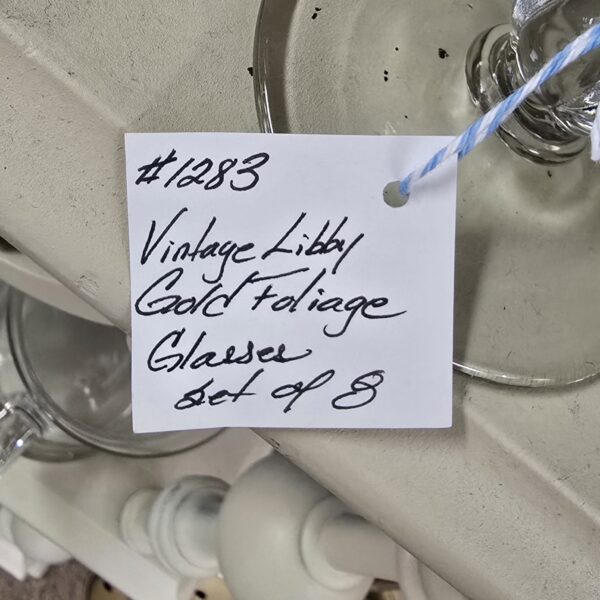 #1283
Vintage Libby
Gold Foliage
Glasses
set of 8